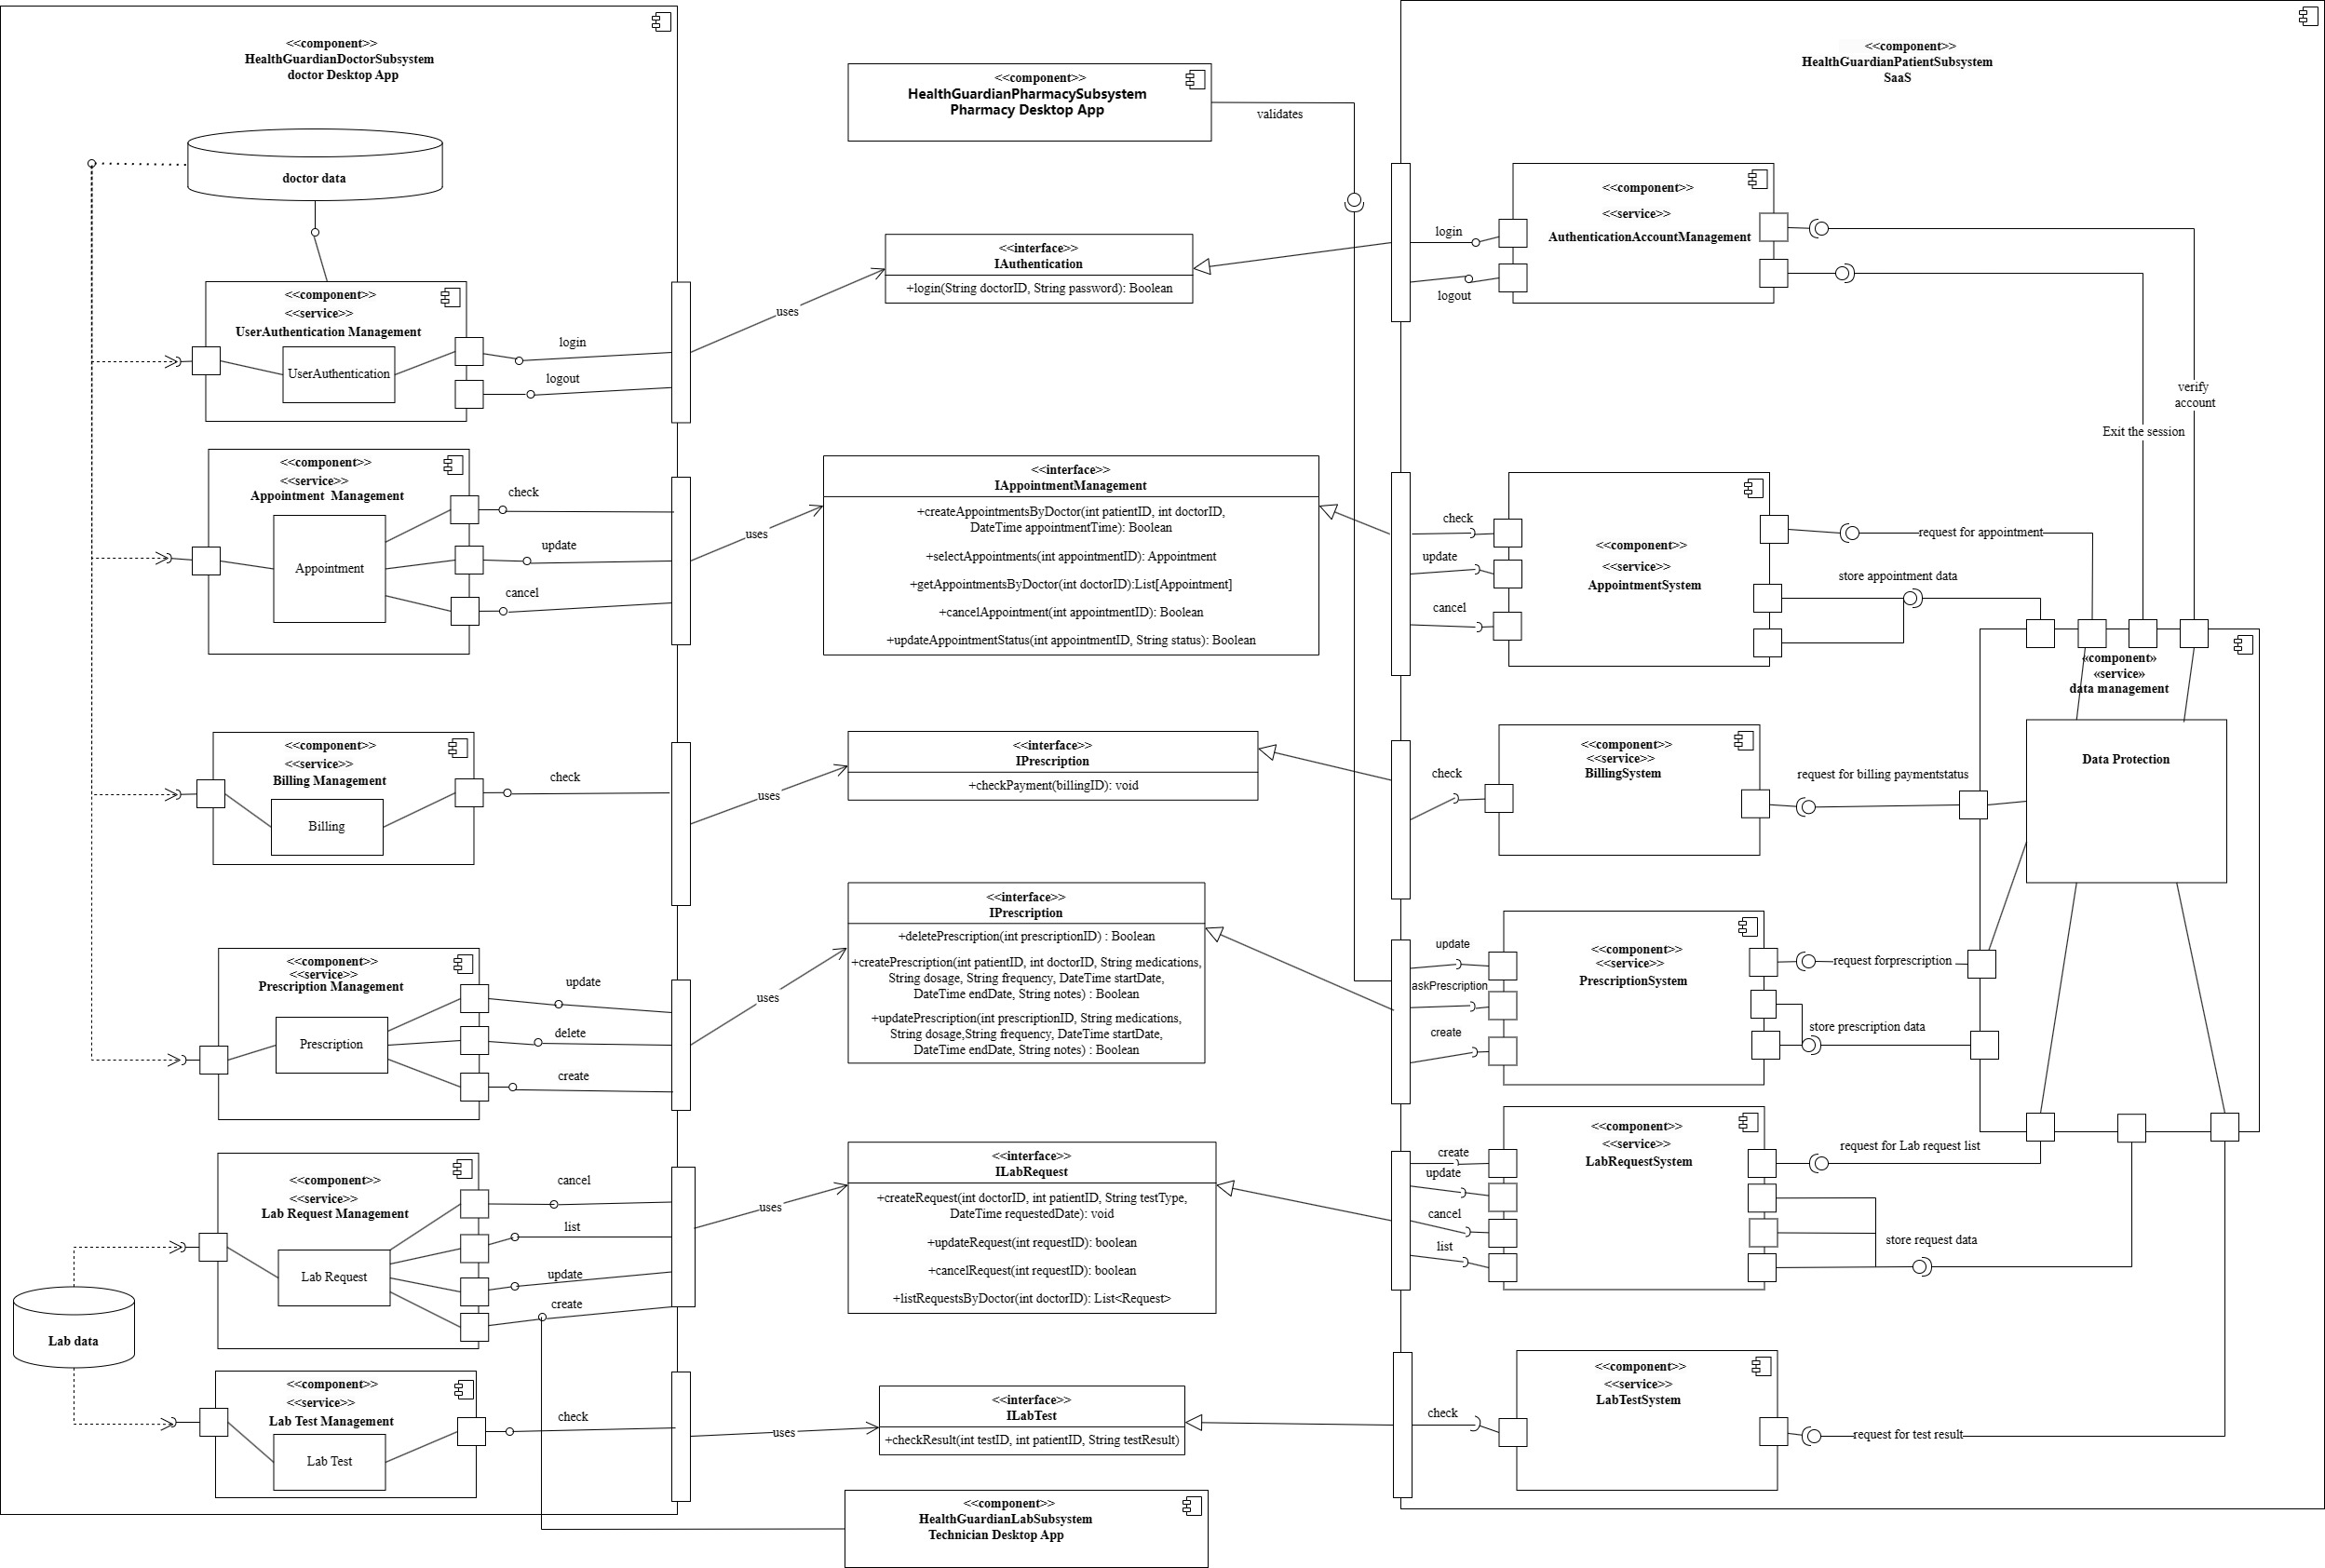 <<component>>
HealthGuardianDoctorSubsystem
doctor Desktop App
doctor data
<<component>>
<<service>>
UserAuthentication Management
UserAuthentication
login
logout
<<component>>
<<service>>
Appointment Management
Appointment
check
update
cancel
<<component>>
<<service>>
Billing Management
Billing
check
<<component>>
<<service>>
Prescription Management
Prescription
update
delete
create
<<component>>
<<service>>
Lab Request Management
Lab Request
cancel
list
update
create
Lab data
<<component>>
<<service>>
Lab Test Management
Lab Test
check
<<component>>
HealthGuardianPharmacySubsystem
Pharmacy Desktop App
validates
uses
<<interface>>
IAuthentication
+login(String doctorID, String password): Boolean
uses
<<interface>>
IAppointmentManagement
+createAppointmentsByDoctor(int patientID, int doctorID,
DateTime appointmentTime): Boolean
+selectAppointments(int appointmentID): Appointment
+getAppointmentsByDoctor(int doctorID):List[Appointment]
+cancelAppointment(int appointmentID): Boolean
+updateAppointmentStatus(int appointmentID, String status): Boolean
uses
<<interface>>
IPrescription
+checkPayment(billingID): void
uses
<<interface>>
IPrescription
+deletePrescription(int prescriptionID) : Boolean
+createPrescription(int patientID, int doctorID, String medications,
String dosage, String frequency, DateTime startDate,
DateTime endDate, String notes) : Boolean
+updatePrescription(int prescriptionID, String medications,
String dosage,String frequency, DateTime startDate,
DateTime endDate, String notes) : Boolean
uses
<<interface>>
ILabRequest
+createRequest(int doctorID, int patientID, String testType,
DateTime requestedDate): void
+updateRequest(int requestID): boolean
+cancelRequest(int requestID): boolean
+listRequestsByDoctor(int doctorID): List<Request>
uses
<<interface>>
ILabTest
+checkResult(int testID, int patientID, String testResult)
<<component>>
HealthGuardianLabSubsystem
Technician Desktop App
<<component>>
HealthGuardianPatientSubsystem
SaaS
login
logout
<<component>>
<<service>>
AuthenticationAccountManagement
verify
account
Exit the session
check
update
cancel
<<component>>
<<service>>
AppointmentSystem
request for appointment
store appointment data
«component»
«service»
data management
Data Protection
check
<<component>>
<<service>>
BillingSystem
request for billing paymentstatus
update
askPrescription
create
<<component>>
<<service>>
PrescriptionSystem
request forprescription
store prescription data
create
update
cancel
list
<<component>>
<<service>>
LabRequestSystem
request for Lab request list
store request data
check
<<component>>
<<service>>
LabTestSystem
request for test result